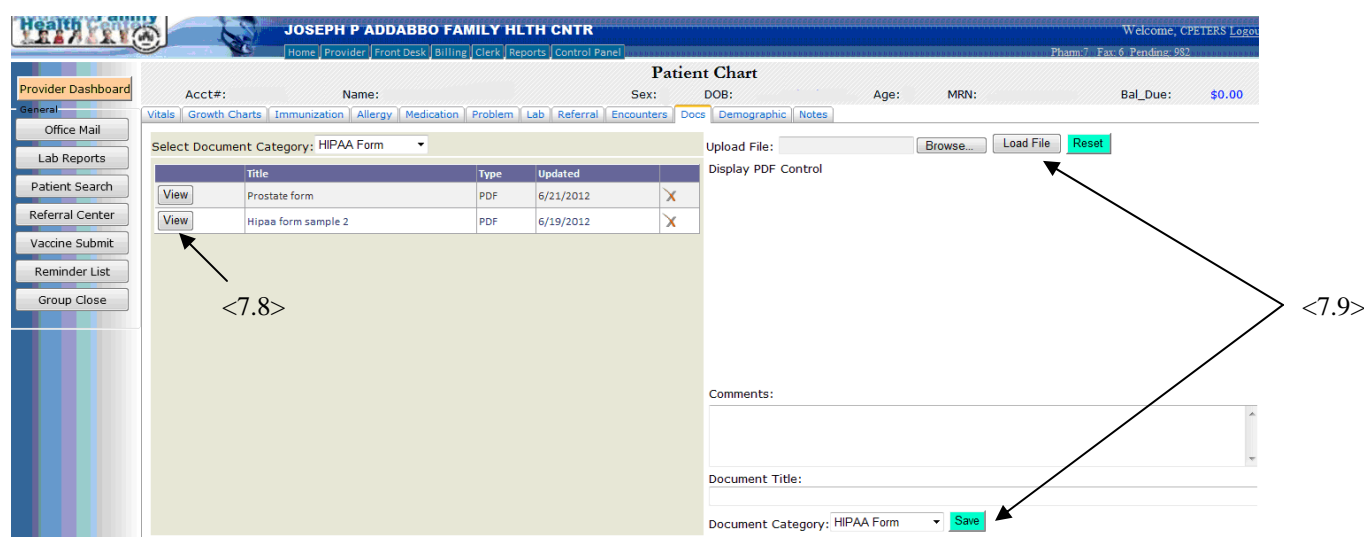 Health Center
JOSEPH P ADDABBO FAMILY HLTH CNTR
Welcome, CPETERS Logou
Home Provider Front Desk Billing Clerk Reports Control Panel
Pharm:7 Fax: 6 Pending: 982
Patient Chart
Provider Dashboard
Acct#: Name: Sex: DOB: Age: MRN: Bal_Due: $0.00
General
Vitals Growth Charts Immunization Allergy Medication Problem Lab Referral Encounters Docs Demographic Notes
Office Mail
Lab Reports
Patient Search
Referral Center
Vaccine Submit
Reminder List
Group Close
Select Document Category: HIPAA Form
Title Type Updated
View Prostate form PDF 6/21/2012 X
View Hipaa form sample 2 PDF 6/19/2012 X
<7.8>
Upload File: Browse... Load File Reset
Display PDF Control
<7.9>
Comments:
Document Title:
Document Category: HIPAA Form Save